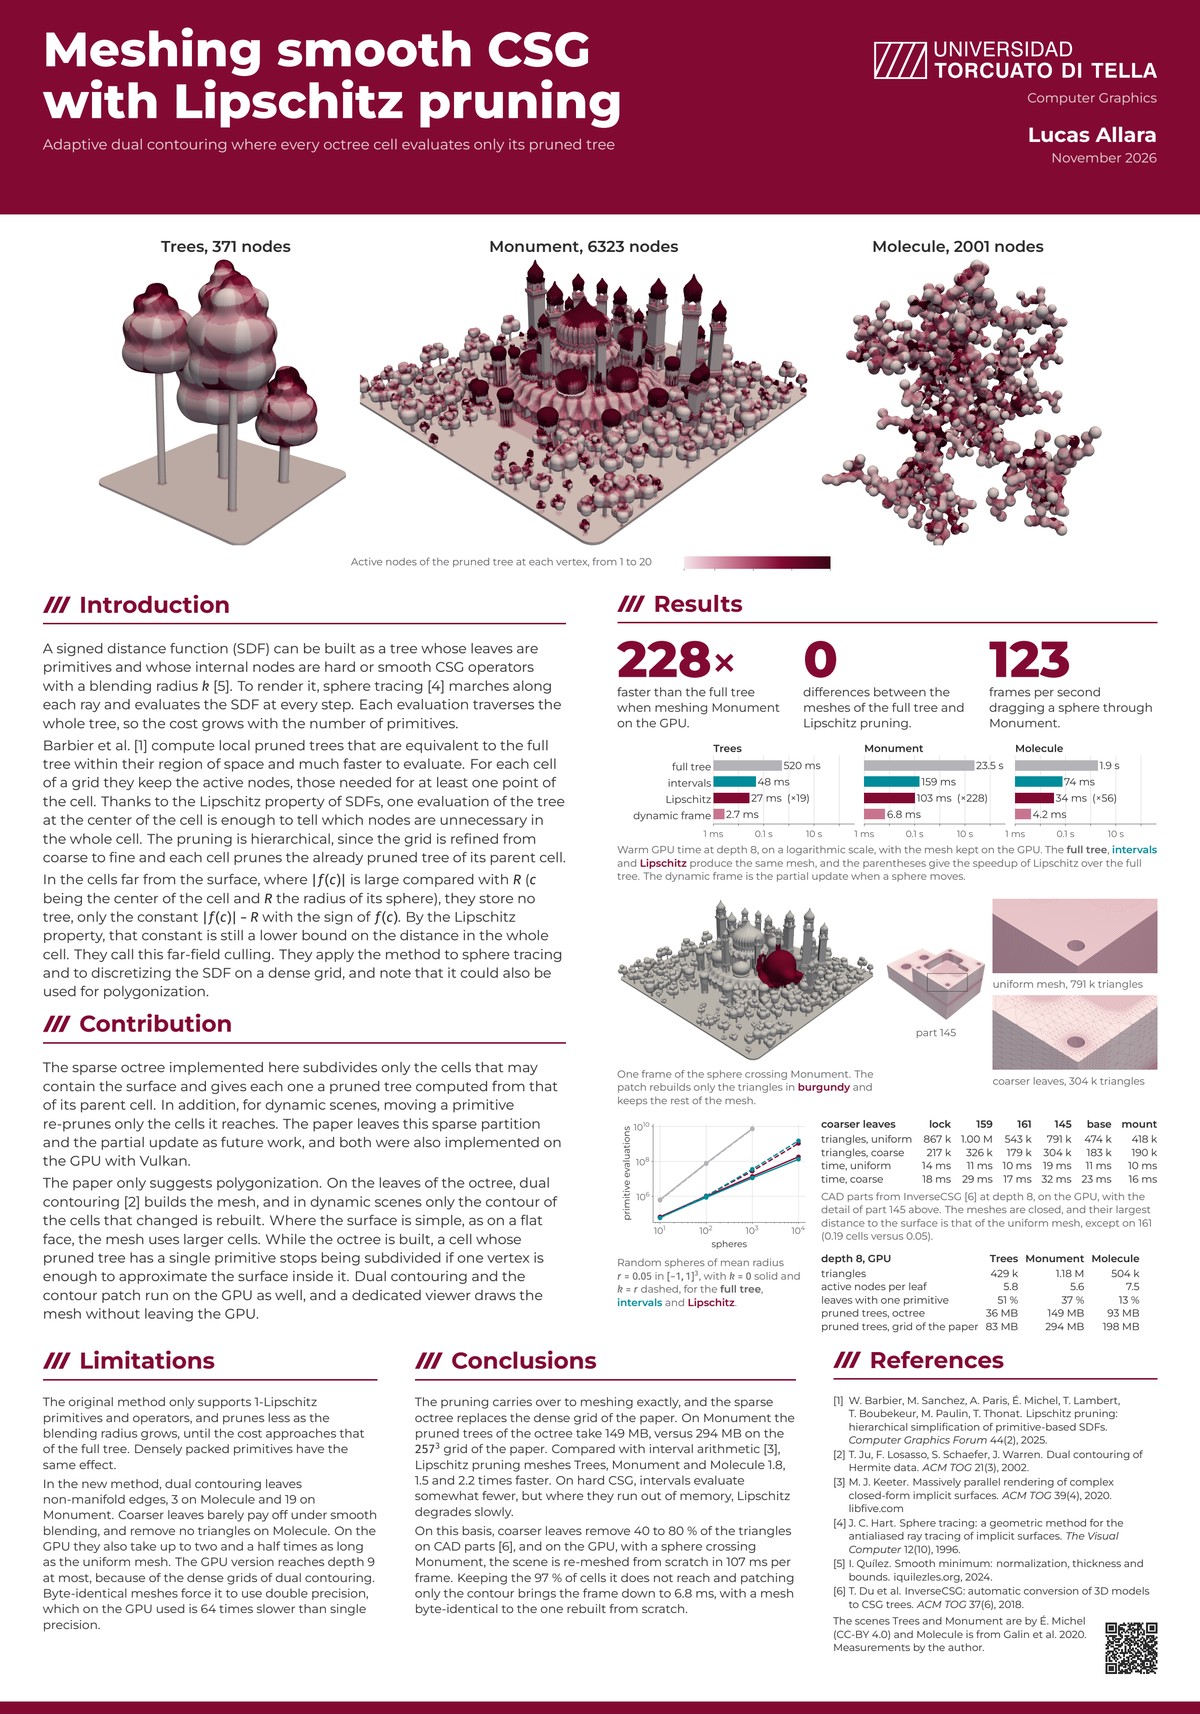 Meshing smooth CSG
with Lipschitz pruning
Adaptive dual contouring where every octree cell evaluates only its pruned tree
UNIVERSIDAD
TORCUATO DI TELLA
Computer Graphics
Lucas Allara
November 2026
Trees, 371 nodes
Monument, 6323 nodes
Molecule, 2001 nodes
Active nodes of the pruned tree at each vertex, from 1 to 20
Introduction
A signed distance function (SDF) can be built as a tree whose leaves are
primitives and whose internal nodes are hard or smooth CSG operators
with a blending radius k [5]. To render it, sphere tracing [4] marches along
each ray and evaluates the SDF at every step. Each evaluation traverses the
whole tree, so the cost grows with the number of primitives.
Barbier et al. [1] compute local pruned trees that are equivalent to the full
tree within their region of space and much faster to evaluate. For each cell
of a grid they keep the active nodes, those needed for at least one point of
the cell. Thanks to the Lipschitz property of SDFs, one evaluation of the tree
at the center of the cell is enough to tell which nodes are unnecessary in
the whole cell. The pruning is hierarchical, since the grid is refined from
coarse to fine and each cell prunes the already pruned tree of its parent cell.
In the cells far from the surface, where |f(c)| is large compared with R (c
being the center of the cell and R the radius of its sphere), they store no
tree, only the constant |f(c)| – R with the sign of f(c). By the Lipschitz
property, that constant is still a lower bound on the distance in the whole
cell. They call this far-field culling. They apply the method to sphere tracing
and to discretizing the SDF on a dense grid, and note that it could also be
used for polygonization.
Contribution
The sparse octree implemented here subdivides only the cells that may
contain the surface and gives each one a pruned tree computed from that
of its parent cell. In addition, for dynamic scenes, moving a primitive
re-prunes only the cells it reaches. The paper leaves this sparse partition
and the partial update as future work, and both were also implemented on
the GPU with Vulkan.
The paper only suggests polygonization. On the leaves of the octree, dual
contouring [2] builds the mesh, and in dynamic scenes only the contour of
the cells that changed is rebuilt. Where the surface is simple, as on a flat
face, the mesh uses larger cells. While the octree is built, a cell whose
pruned tree has a single primitive stops being subdivided if one vertex is
enough to approximate the surface inside it. Dual contouring and the
contour patch run on the GPU as well, and a dedicated viewer draws the
mesh without leaving the GPU.
Results
228×
faster than the full tree
when meshing Monument
on the GPU.
0
differences between the
meshes of the full tree and
Lipschitz pruning.
123
frames per second
dragging a sphere through
Monument.
Trees Monument Molecule
full tree 520 ms 23.5 s 1.9 s
intervals 48 ms 159 ms 74 ms
Lipschitz 27 ms (×19) 103 ms (×228) 34 ms (×56)
dynamic frame 2.7 ms 6.8 ms 4.2 ms
1 ms 0.1 s 10 s 1 ms 0.1 s 10 s 1 ms 0.1 s 10 s
Warm GPU time at depth 8, on a logarithmic scale, with the mesh kept on the GPU. The full tree, intervals
and Lipschitz produce the same mesh, and the parentheses give the speedup of Lipschitz over the full
tree. The dynamic frame is the partial update when a sphere moves.
One frame of the sphere crossing Monument. The
patch rebuilds only the triangles in burgundy and
keeps the rest of the mesh.
part 145
uniform mesh, 791 k triangles
coarser leaves, 304 k triangles
primitive evaluations
10¹⁰
10⁸
10⁶
10¹ 10² 10³ 10⁴
spheres
Random spheres of mean radius
r = 0.05 in [−1, 1]³, with k = 0 solid and
k = r dashed, for the full tree,
intervals and Lipschitz.
coarser leaves lock 159 161 145 base mount
triangles, uniform 867 k 1.00 M 543 k 791 k 474 k 418 k
triangles, coarse 217 k 326 k 179 k 304 k 183 k 190 k
time, uniform 14 ms 11 ms 10 ms 19 ms 11 ms 10 ms
time, coarse 18 ms 29 ms 17 ms 32 ms 23 ms 16 ms
CAD parts from InverseCSG [6] at depth 8, on the GPU, with the
detail of part 145 above. The meshes are closed, and their largest
distance to the surface is that of the uniform mesh, except on 161
(0.19 cells versus 0.05).
depth 8, GPU Trees Monument Molecule
triangles 429 k 1.18 M 504 k
active nodes per leaf 5.8 5.6 7.5
leaves with one primitive 51 % 37 % 13 %
pruned trees, octree 36 MB 149 MB 93 MB
pruned trees, grid of the paper 83 MB 294 MB 198 MB
Limitations
The original method only supports 1-Lipschitz
primitives and operators, and prunes less as the
blending radius grows, until the cost approaches that
of the full tree. Densely packed primitives have the
same effect.
In the new method, dual contouring leaves
non-manifold edges, 3 on Molecule and 19 on
Monument. Coarser leaves barely pay off under smooth
blending, and remove no triangles on Molecule. On the
GPU they also take up to two and a half times as long
as the uniform mesh. The GPU version reaches depth 9
at most, because of the dense grids of dual contouring.
Byte-identical meshes force it to use double precision,
which on the GPU used is 64 times slower than single
precision.
Conclusions
The pruning carries over to meshing exactly, and the sparse
octree replaces the dense grid of the paper. On Monument the
pruned trees of the octree take 149 MB, versus 294 MB on the
257³ grid of the paper. Compared with interval arithmetic [3],
Lipschitz pruning meshes Trees, Monument and Molecule 1.8,
1.5 and 2.2 times faster. On hard CSG, intervals evaluate
somewhat fewer, but where they run out of memory, Lipschitz
degrades slowly.
On this basis, coarser leaves remove 40 to 80 % of the triangles
on CAD parts [6], and on the GPU, with a sphere crossing
Monument, the scene is re-meshed from scratch in 107 ms per
frame. Keeping the 97 % of cells it does not reach and patching
only the contour brings the frame down to 6.8 ms, with a mesh
byte-identical to the one rebuilt from scratch.
References
[1] W. Barbier, M. Sanchez, A. Paris, É. Michel, T. Lambert,
T. Boubekeur, M. Paulin, T. Thonat. Lipschitz pruning:
hierarchical simplification of primitive-based SDFs.
Computer Graphics Forum 44(2), 2025.
[2] T. Ju, F. Losasso, S. Schaefer, J. Warren. Dual contouring of
Hermite data. ACM TOG 21(3), 2002.
[3] M. J. Keeter. Massively parallel rendering of complex
closed-form implicit surfaces. ACM TOG 39(4), 2020.
libfive.com
[4] J. C. Hart. Sphere tracing: a geometric method for the
antialiased ray tracing of implicit surfaces. The Visual
Computer 12(10), 1996.
[5] I. Quílez. Smooth minimum: normalization, thickness and
bounds. iquilezles.org, 2024.
[6] T. Du et al. InverseCSG: automatic conversion of 3D models
to CSG trees. ACM TOG 37(6), 2018.
The scenes Trees and Monument are by É. Michel
(CC-BY 4.0) and Molecule is from Galin et al. 2020.
Measurements by the author.